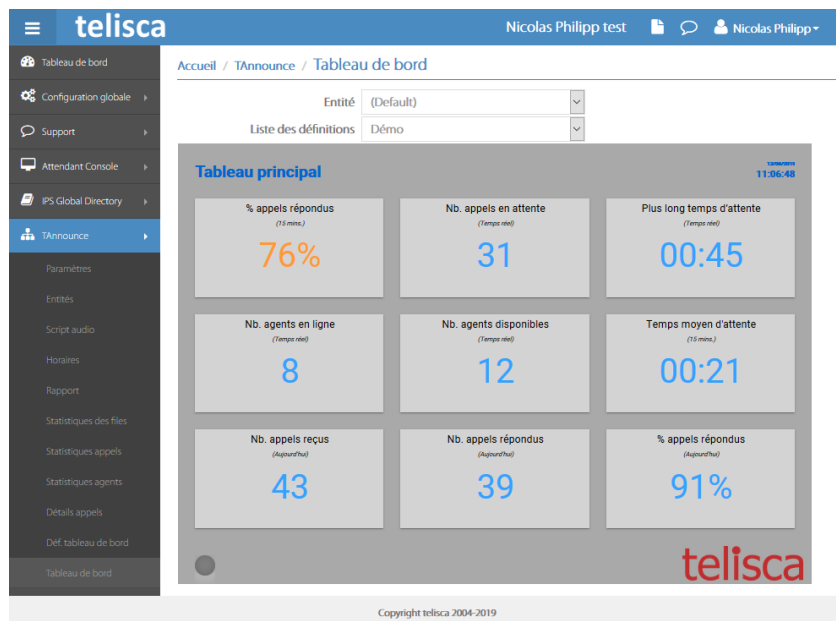 telisca
Nicolas Philipp test
Nicolas Philipp
Tableau de bord
Configuration globale
Support
Attendant Console
IPS Global Directory
TAnnounce
Paramètres
Entités
Script audio
Horaires
Rapport
Statistiques des files
Statistiques appels
Statistiques agents
Détails appels
Déf. tableau de bord
Tableau de bord
Accueil / TAnnounce / Tableau de bord
Entité (Default)
Liste des définitions Démo
Tableau principal
11:06:48
% appels répondus
(15 mins.)
76%
Nb. appels en attente
(Temps réel)
31
Plus long temps d'attente
(Temps réel)
00:45
Nb. agents en ligne
(Temps réel)
8
Nb. agents disponibles
(Temps réel)
12
Temps moyen d'attente
(15 mins.)
00:21
Nb. appels reçus
(Aujourd'hui)
43
Nb. appels répondus
(Aujourd'hui)
39
% appels répondus
(Aujourd'hui)
91%
telisca
Copyright telisca 2004-2019